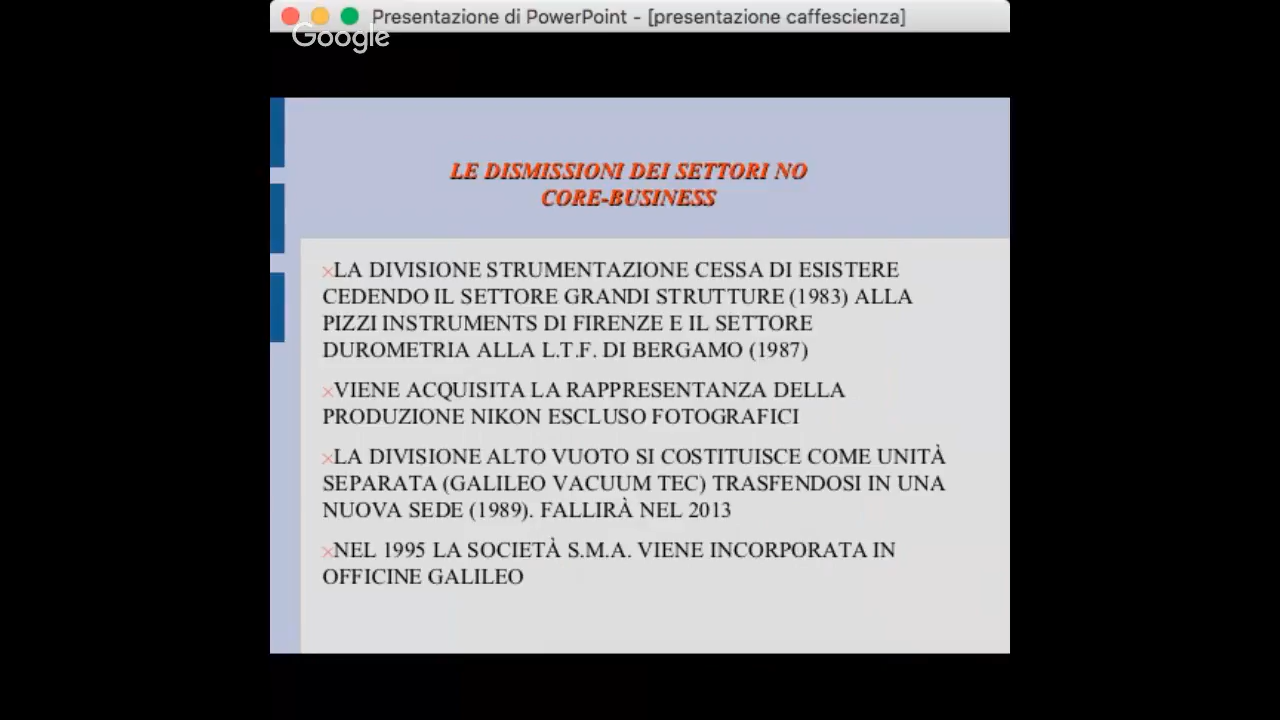 Presentazione di PowerPoint - [presentazione caffescienza]
Google
LE DISMISSIONI DEI SETTORI NO
CORE-BUSINESS
LA DIVISIONE STRUMENTAZIONE CESSA DI ESISTERE
CEDENDO IL SETTORE GRANDI STRUTTURE (1983) ALLA
PIZZI INSTRUMENTS DI FIRENZE E IL SETTORE
DUROMETRIA ALLA L.T.F. DI BERGAMO (1987)
VIENE ACQUISITA LA RAPPRESENTANZA DELLA
PRODUZIONE NIKON ESCLUSO FOTOGRAFICI
LA DIVISIONE ALTO VUOTO SI COSTITUISCE COME UNITÀ
SEPARATA (GALILEO VACUUM TEC) TRASFENDOSI IN UNA
NUOVA SEDE (1989). FALLIRÀ NEL 2013
NEL 1995 LA SOCIETÀ S.M.A. VIENE INCORPORATA IN
OFFICINE GALILEO